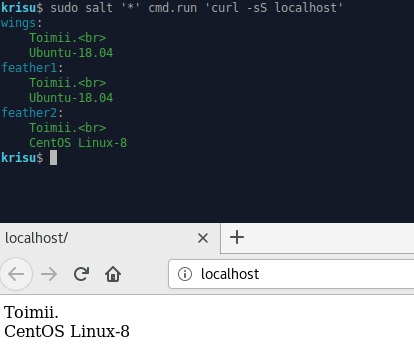 krisu$ sudo salt '*' cmd.run 'curl -sS localhost'
wings:
    Toimii.<br>
    Ubuntu-18.04
feather1:
    Toimii.<br>
    Ubuntu-18.04
feather2:
    Toimii.<br>
    CentOS Linux-8
krisu$
localhost/
localhost
Toimii.
CentOS Linux-8